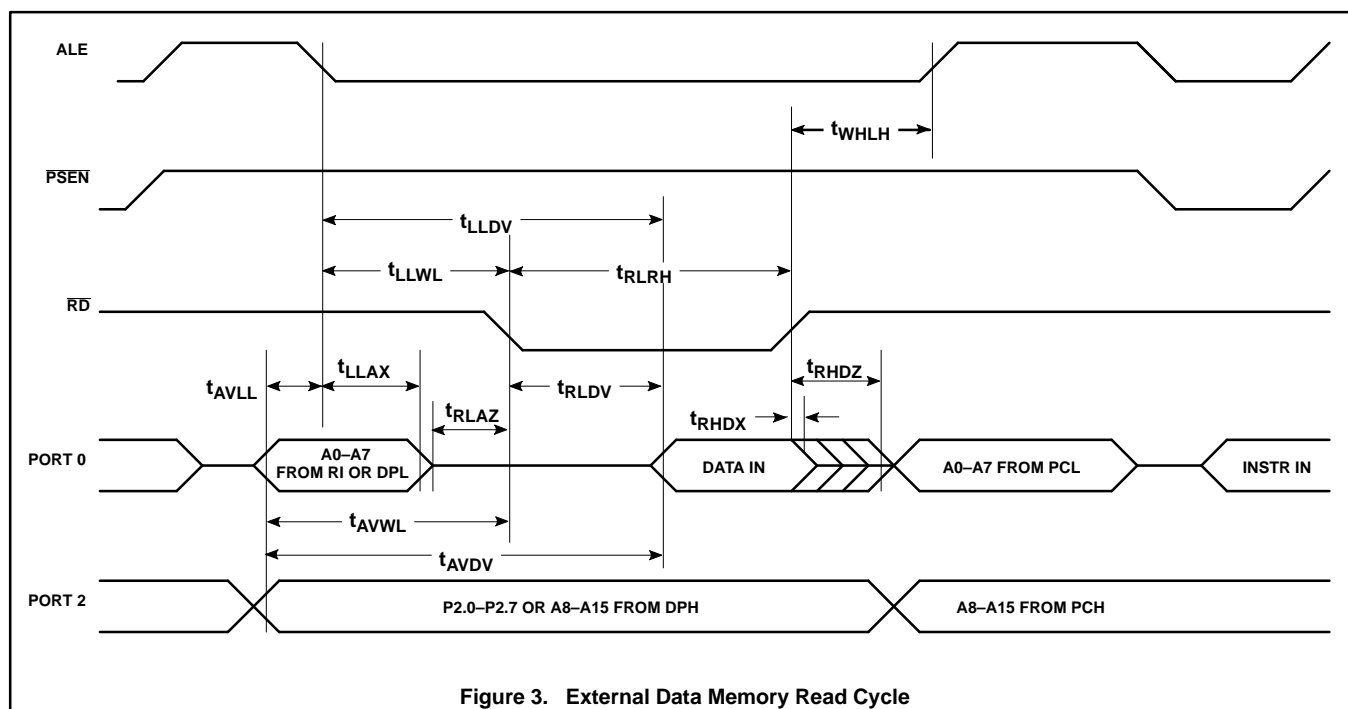 ALE
tWHLH
PSEN
tLLDV
tLLWL
tRLRH
RD
tLLAX
tRHDZ
tAVLL
tRLDV
tRLAZ
tRHDX
A0–A7
FROM RI OR DPL
PORT 0
DATA IN
A0–A7 FROM PCL
INSTR IN
tAVWL
tAVDV
PORT 2
P2.0–P2.7 OR A8–A15 FROM DPH
A8–A15 FROM PCH
Figure 3. External Data Memory Read Cycle